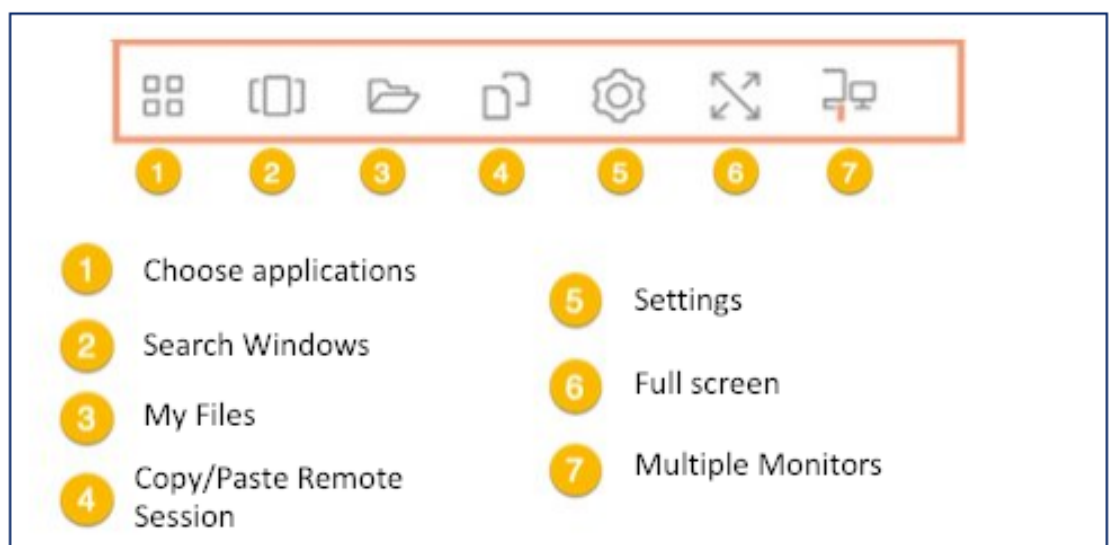 1 2 3 4 5 6 7
1 Choose applications
2 Search Windows
3 My Files
4 Copy/Paste Remote
Session
5 Settings
6 Full screen
7 Multiple Monitors